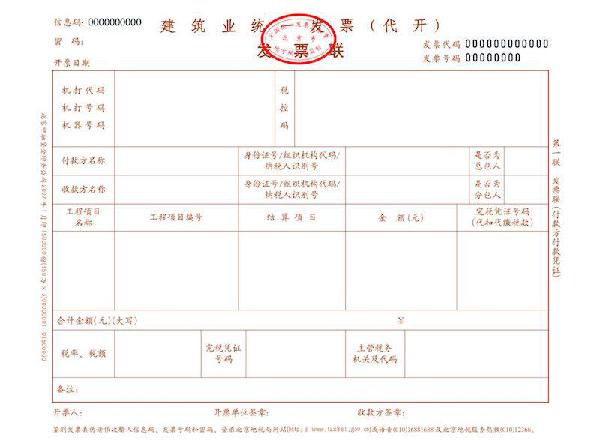 信息码: 0000000000
建筑业统一发票(代开)
密 码:
发票联
发票代码 000000000000
发票号码 00000000
开票日期
机打代码
机打号码
机器号码
税控码
付款方名称
身份证号/组织机构代码/
纳税人识别号
是否为
总包人
收款方名称
身份证号/组织机构代码/
纳税人识别号
是否为
分包人
工程项目
名称
工程项目编号
结算项目
金 额(元)
完税凭证号码
(代扣代缴税款)
合计金额(元)(大写)
¥
税率、税额
完税凭证
号码
主管税务
机关及代码
备注:
开票人:
开票单位签章:
收款方签章:
第一联 发票联(付款方付款凭证)